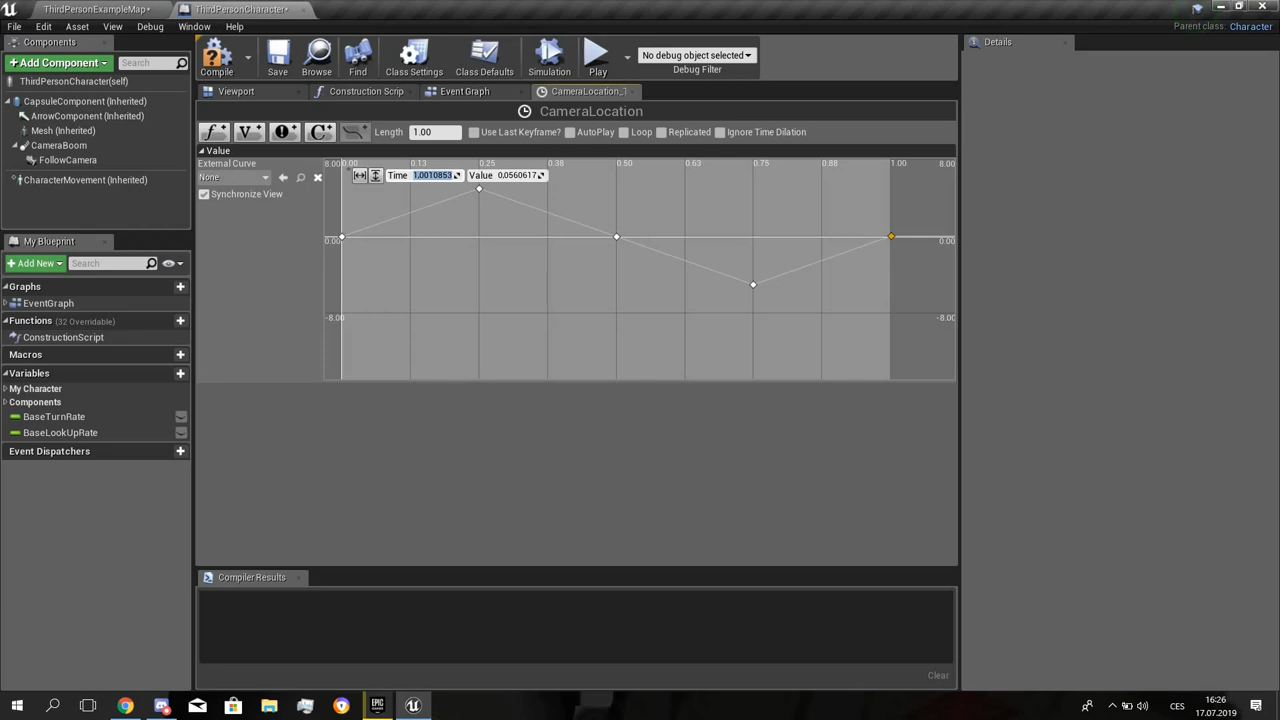 ThirdPersonExampleMap*
ThirdPersonCharacter*
File Edit Asset View Debug Window Help
Parent class: Character
Components
+ Add Component
Search
ThirdPersonCharacter(self)
CapsuleComponent (Inherited)
ArrowComponent (Inherited)
Mesh (Inherited)
CameraBoom
FollowCamera
CharacterMovement (Inherited)
My Blueprint
+ Add New
Search
Graphs
EventGraph
Functions (32 Overridable)
ConstructionScript
Macros
Variables
My Character
Components
BaseTurnRate
BaseLookUpRate
Event Dispatchers
Compile Save Browse Find Class Settings Class Defaults Simulation Play
No debug object selected
Debug Filter
Viewport Construction Scrip Event Graph CameraLocation_1
CameraLocation
Length 1.00 Use Last Keyframe? AutoPlay Loop Replicated Ignore Time Dilation
Value
External Curve
None
Synchronize View
8.00 0.00 0.13 0.25 0.38 0.50 0.63 0.75 0.88 1.00 8.00
Time 1,0010853 Value 0,0560617
0.00 0.00
-8.00 -8.00
Compiler Results
Clear
Details
EPIC GAMES
CES
16:26
17.07.2019